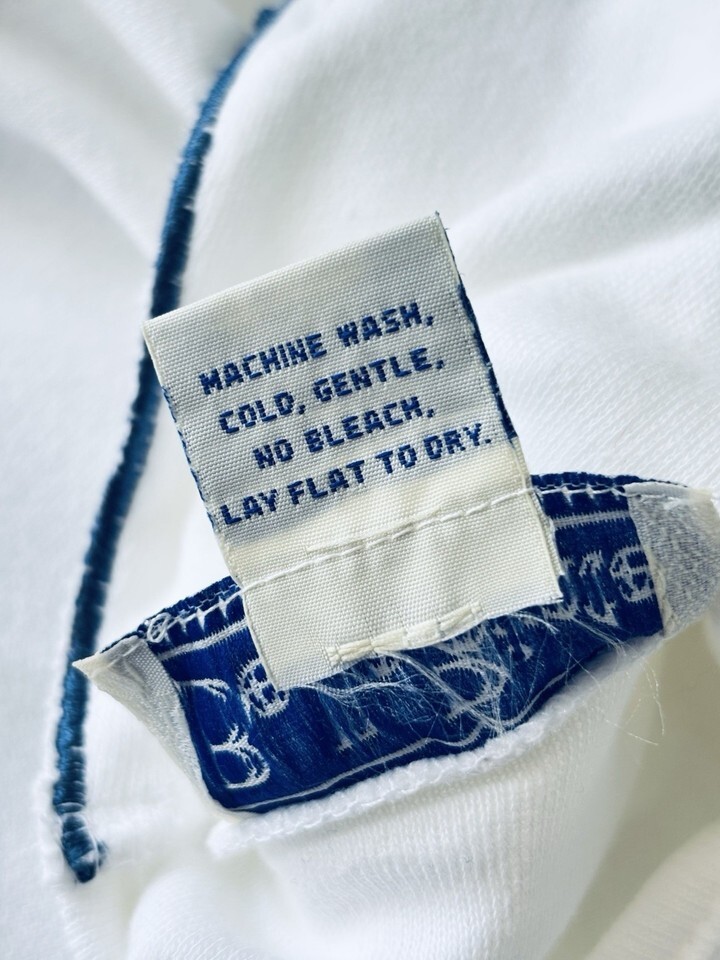 MACHINE WASH,
COLD, GENTLE,
NO BLEACH,
LAY FLAT TO DRY.